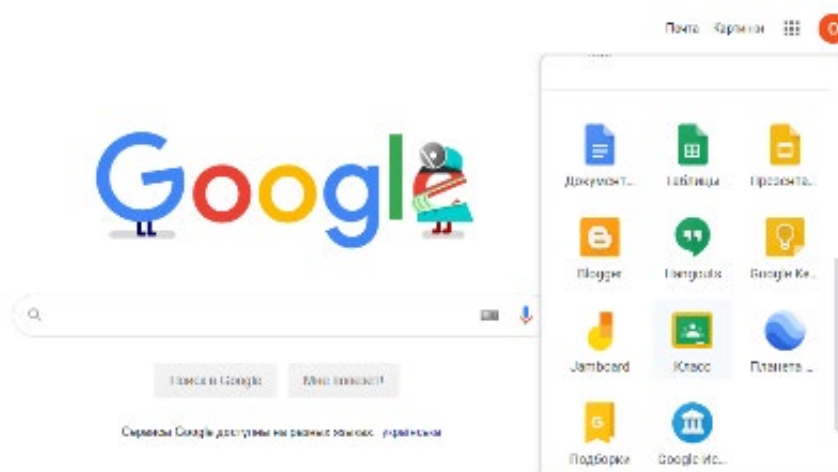 Почта Картинки
Google
Документ... Таблицы Презента...
Blogger Hangouts Google Ke...
Jamboard Класс Планета ...
Подборки Google Ис...
Поиск в Google Мне повезёт!
Сервисы Google доступны на разных языках: українська